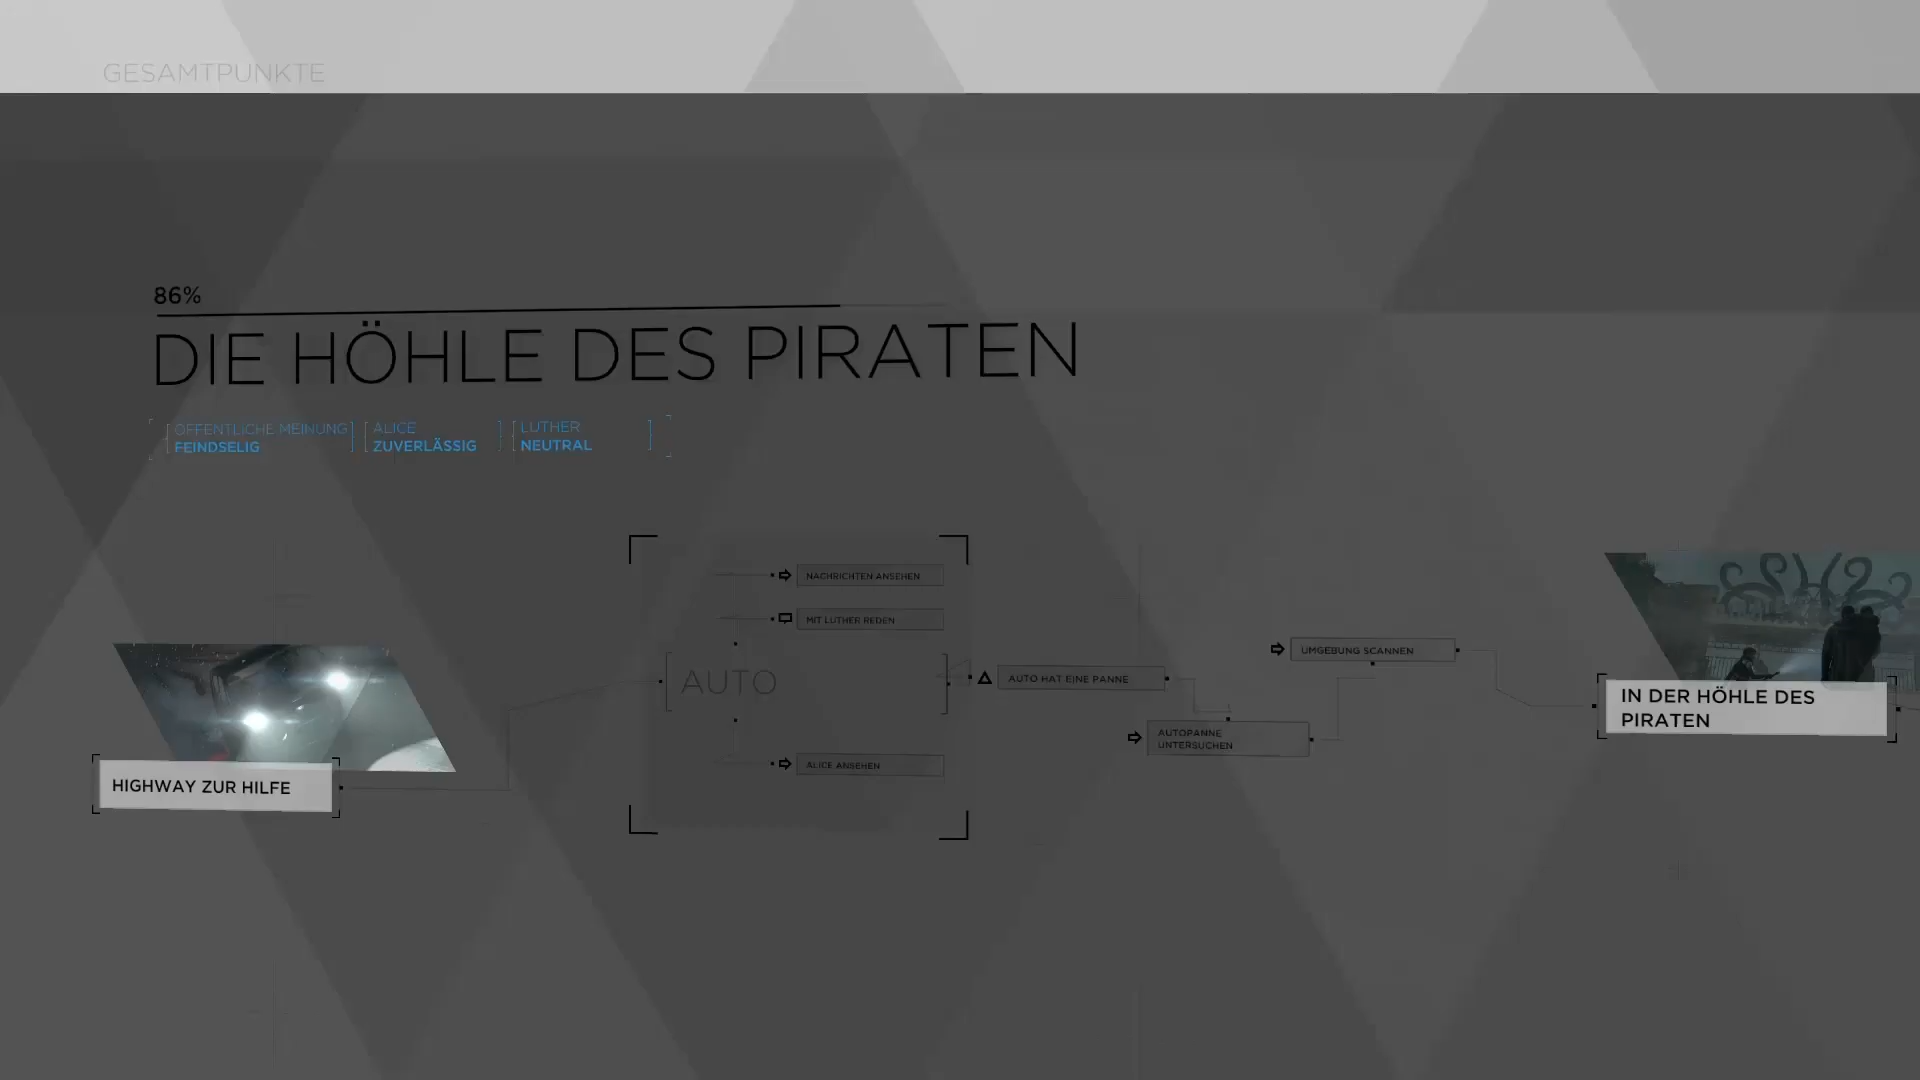 GESAMTPUNKTE
86%
DIE HÖHLE DES PIRATEN
ÖFFENTLICHE MEINUNG
FEINDSELIG
ALICE
ZUVERLÄSSIG
LUTHER
NEUTRAL
NACHRICHTEN ANSEHEN
MIT LUTHER REDEN
AUTO
ALICE ANSEHEN
AUTO HAT EINE PANNE
AUTOPANNE
UNTERSUCHEN
UMGEBUNG SCANNEN
IN DER HÖHLE DES
PIRATEN
HIGHWAY ZUR HILFE